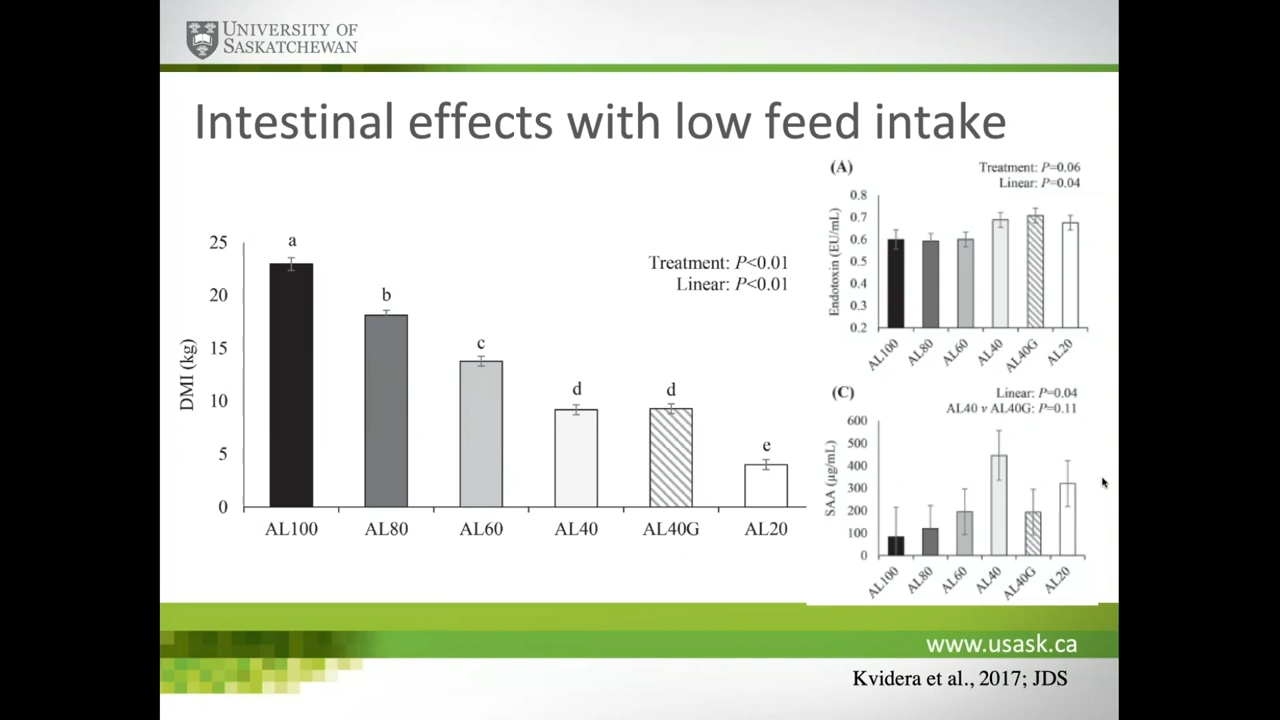 UNIVERSITY OF
SASKATCHEWAN
Intestinal effects with low feed intake
DMI (kg)
25
20
15
10
5
0
a
b
c
d
d
e
Treatment: P<0.01
Linear: P<0.01
AL100
AL80
AL60
AL40
AL40G
AL20
(A)
Treatment: P=0.06
Linear: P=0.04
Endotoxin (EU/mL)
0.8
0.7
0.6
0.5
0.4
0.3
0.2
AL100
AL80
AL60
AL40
AL40G
AL20
(C)
Linear: P=0.04
AL40 v AL40G: P=0.11
SAA (µg/mL)
600
500
400
300
200
100
0
AL100
AL80
AL60
AL40
AL40G
AL20
www.usask.ca
Kvidera et al., 2017; JDS